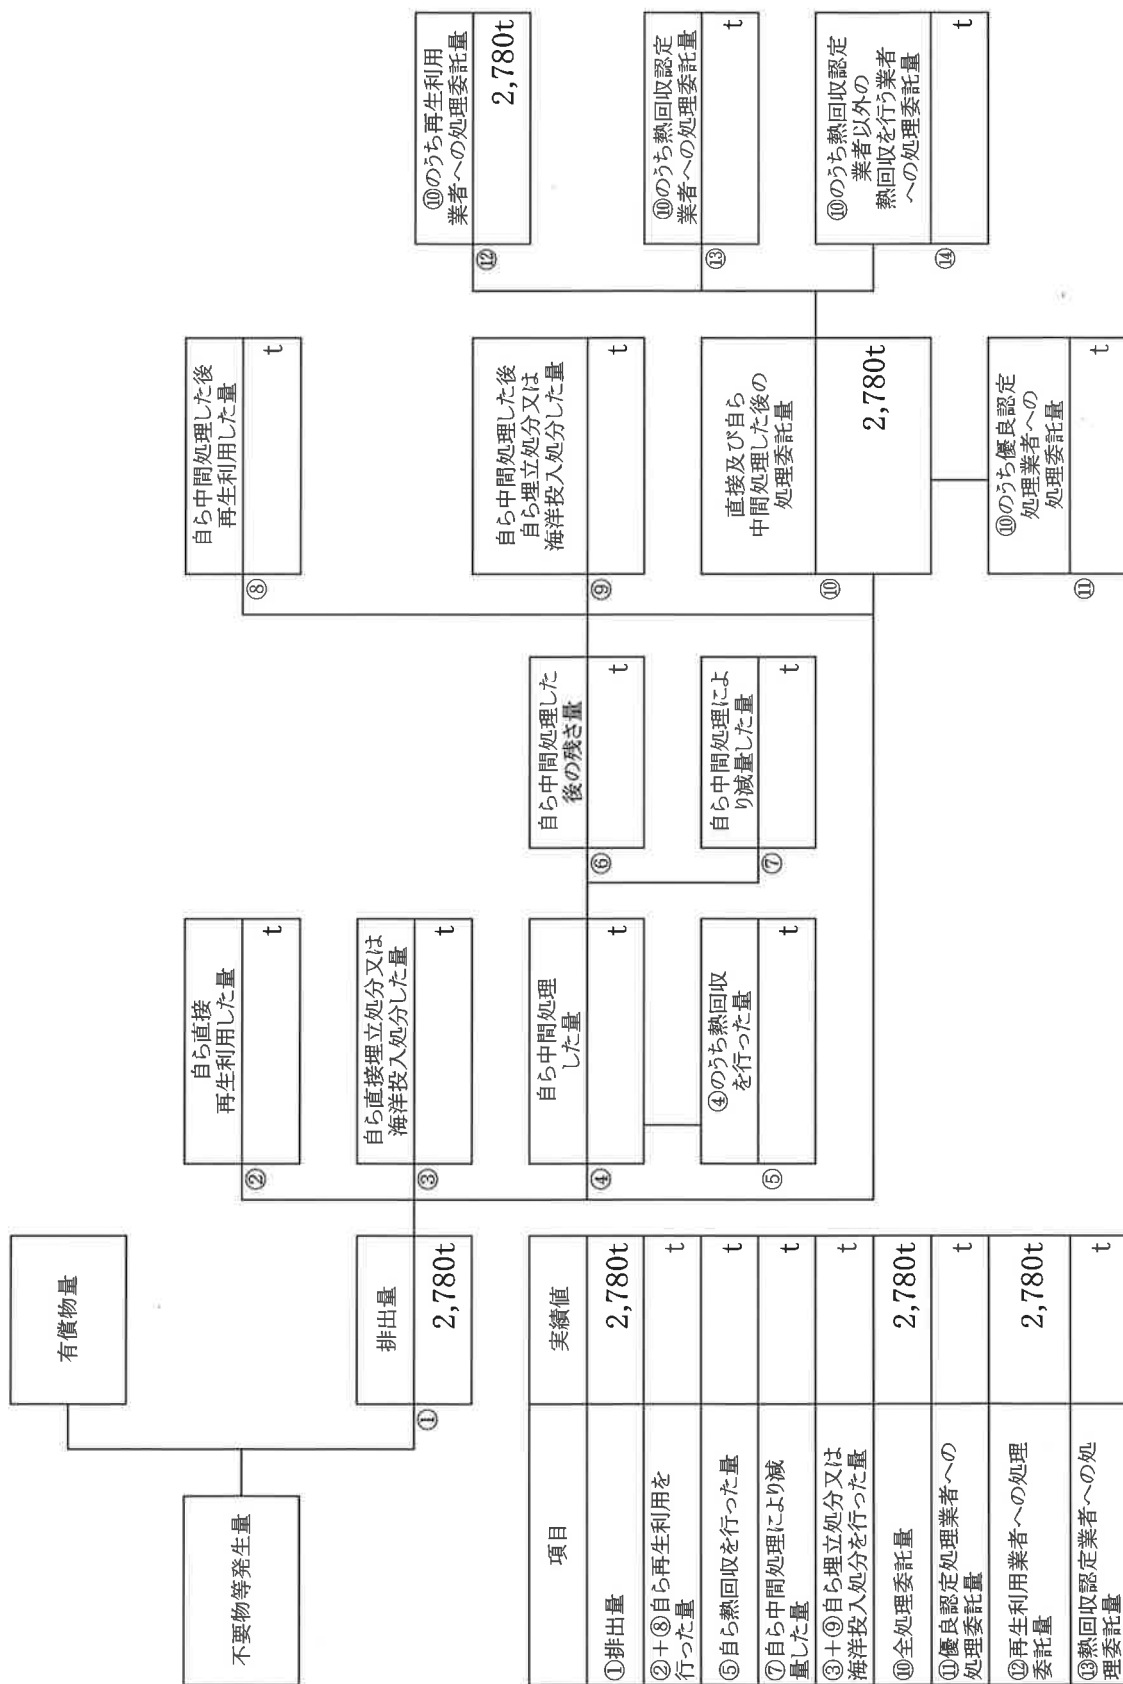 不要物等発生量
有償物量
①
排出量
2,780t
②
自ら直接
再生利用した量
t
③
自ら直接埋立処分又は
海洋投入処分した量
t
④
自ら中間処理
した量
t
⑤
④のうち熱回収
を行った量
t
⑥
自ら中間処理した
後の残さ量
t
⑦
自ら中間処理によ
り減量した量
t
⑧
自ら中間処理した後
再生利用した量
t
⑨
自ら中間処理した後
自ら埋立処分又は
海洋投入処分した量
t
⑩
直接及び自ら
中間処理した後の
処理委託量
2,780t
⑪
⑩のうち優良認定
処理業者への
処理委託量
t
⑫
⑩のうち再生利用
業者への処理委託量
2,780t
⑬
⑩のうち熱回収認定
業者への処理委託量
t
⑭
⑩のうち熱回収認定
業者以外の
熱回収を行う業者
への処理委託量
t
項目
実績値
①排出量
2,780t
②+⑧自ら再生利用を
行った量
t
⑤自ら熱回収を行った量
t
⑦自ら中間処理により減
量した量
t
③+⑨自ら埋立処分又は
海洋投入処分を行った量
t
⑩全処理委託量
2,780t
⑪優良認定処理業者への
処理委託量
t
⑫再生利用業者への処理
委託量
2,780t
⑬熱回収認定業者への処
理委託量
t